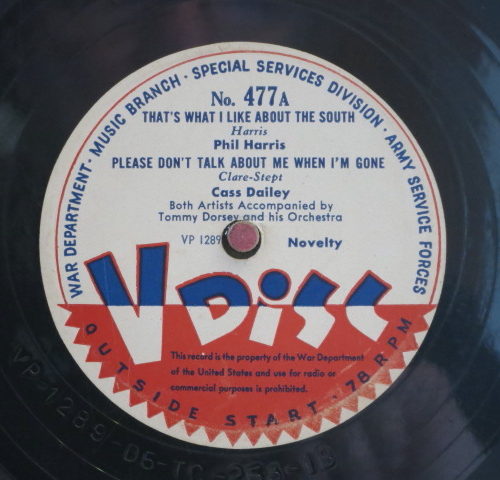 WAR DEPARTMENT · MUSIC BRANCH · SPECIAL SERVICES DIVISION · ARMY SERVICE FORCES
No. 477A
THAT'S WHAT I LIKE ABOUT THE SOUTH
Harris
Phil Harris
PLEASE DON'T TALK ABOUT ME WHEN I'M GONE
Clare-Stept
Cass Dailey
Both Artists Accompanied by
Tommy Dorsey and his Orchestra
VP 1289 Novelty
V DISC
This record is the property of the War Department
of the United States and use for radio or
commercial purposes is prohibited.
OUTSIDE START · 78 RPM